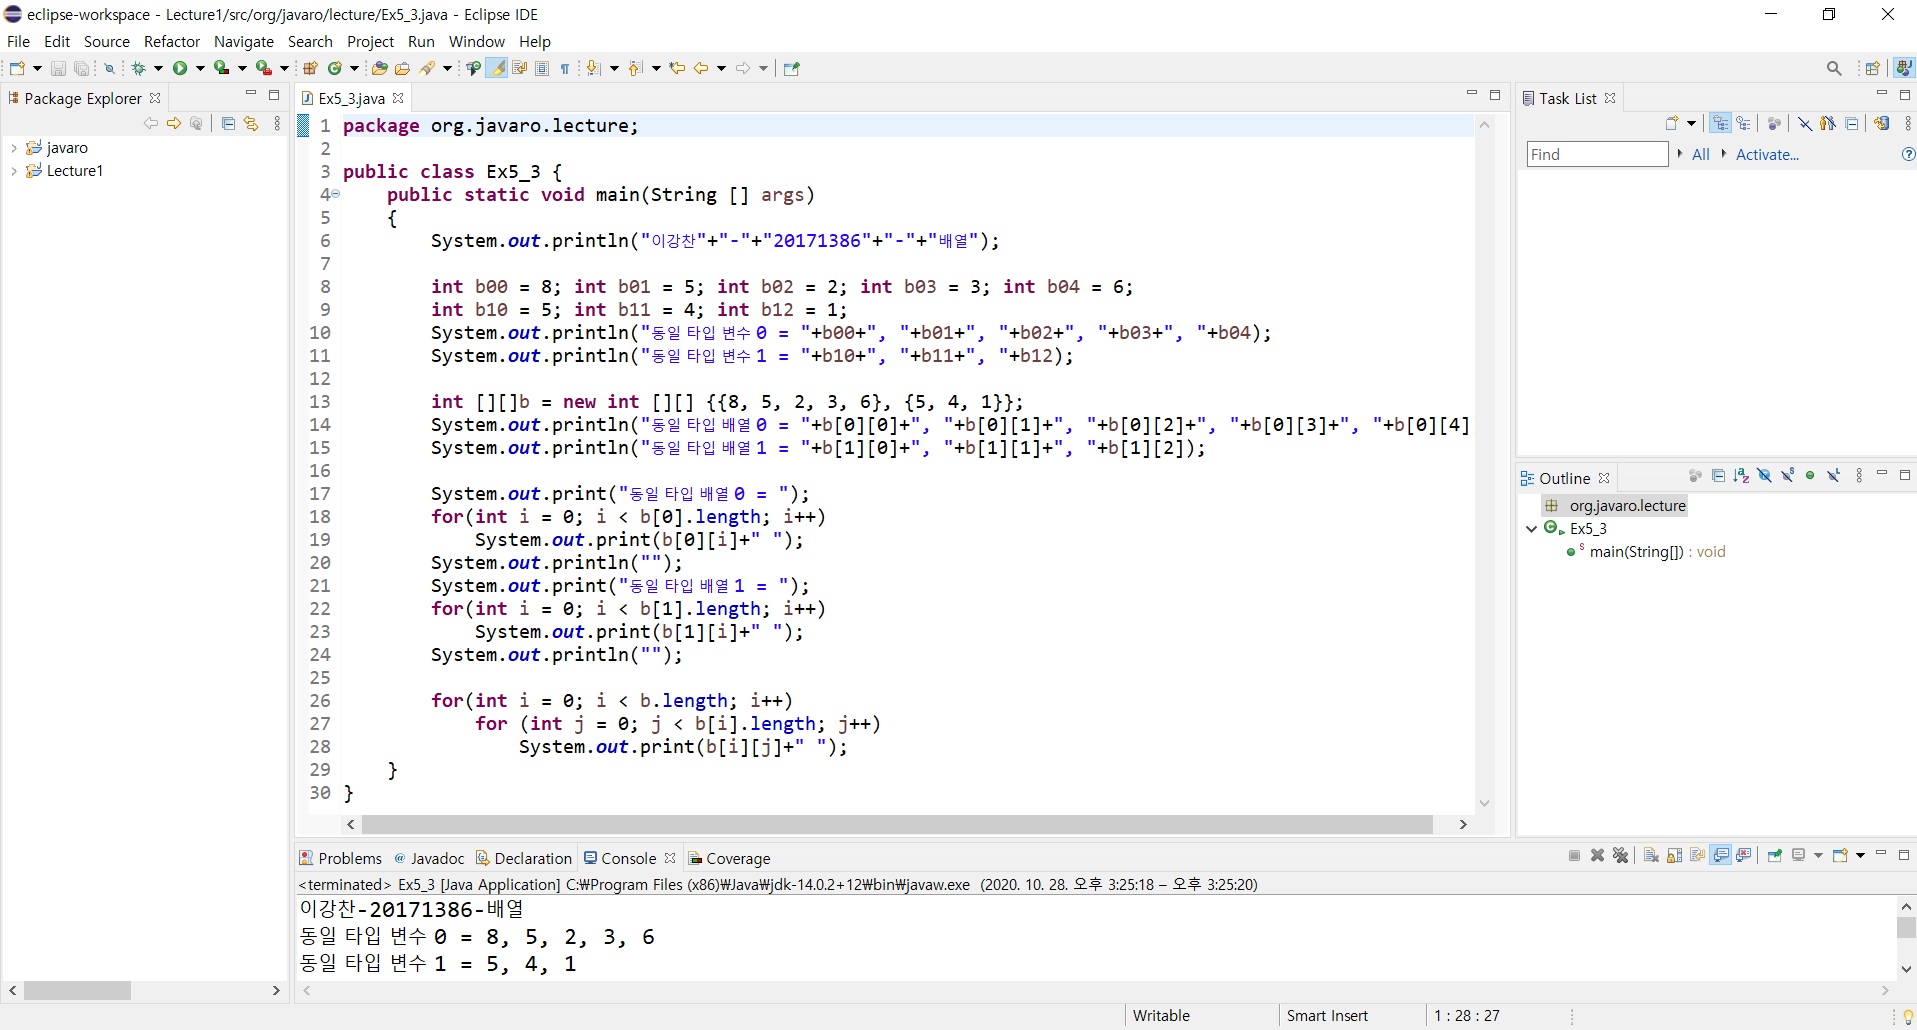 eclipse-workspace - Lecture1/src/org/javaro/lecture/Ex5_3.java - Eclipse IDE
File Edit Source Refactor Navigate Search Project Run Window Help
Package Explorer
javaro
Lecture1
Ex5_3.java
1 package org.javaro.lecture;
2
3 public class Ex5_3 {
4     public static void main(String [] args)
5     {
6         System.out.println("이강찬"+"-"+"20171386"+"-"+"배열");
7
8         int b00 = 8; int b01 = 5; int b02 = 2; int b03 = 3; int b04 = 6;
9         int b10 = 5; int b11 = 4; int b12 = 1;
10         System.out.println("동일 타입 변수 0 = "+b00+", "+b01+", "+b02+", "+b03+", "+b04);
11         System.out.println("동일 타입 변수 1 = "+b10+", "+b11+", "+b12);
12
13         int [][]b = new int [][] {{8, 5, 2, 3, 6}, {5, 4, 1}};
14         System.out.println("동일 타입 배열 0 = "+b[0][0]+", "+b[0][1]+", "+b[0][2]+", "+b[0][3]+", "+b[0][4]
15         System.out.println("동일 타입 배열 1 = "+b[1][0]+", "+b[1][1]+", "+b[1][2]);
16
17         System.out.print("동일 타입 배열 0 = ");
18         for(int i = 0; i < b[0].length; i++)
19             System.out.print(b[0][i]+" ");
20         System.out.println("");
21         System.out.print("동일 타입 배열 1 = ");
22         for(int i = 0; i < b[1].length; i++)
23             System.out.print(b[1][i]+" ");
24         System.out.println("");
25
26         for(int i = 0; i < b.length; i++)
27             for (int j = 0; j < b[i].length; j++)
28                 System.out.print(b[i][j]+" ");
29     }
30 }
Task List
Find All Activate...
Outline
org.javaro.lecture
Ex5_3
main(String[]) : void
Problems @ Javadoc Declaration Console Coverage
<terminated> Ex5_3 [Java Application] C:₩Program Files (x86)₩Java₩jdk-14.0.2+12₩bin₩javaw.exe (2020. 10. 28. 오후 3:25:18 – 오후 3:25:20)
이강찬-20171386-배열
동일 타입 변수 0 = 8, 5, 2, 3, 6
동일 타입 변수 1 = 5, 4, 1
Writable Smart Insert 1 : 28 : 27